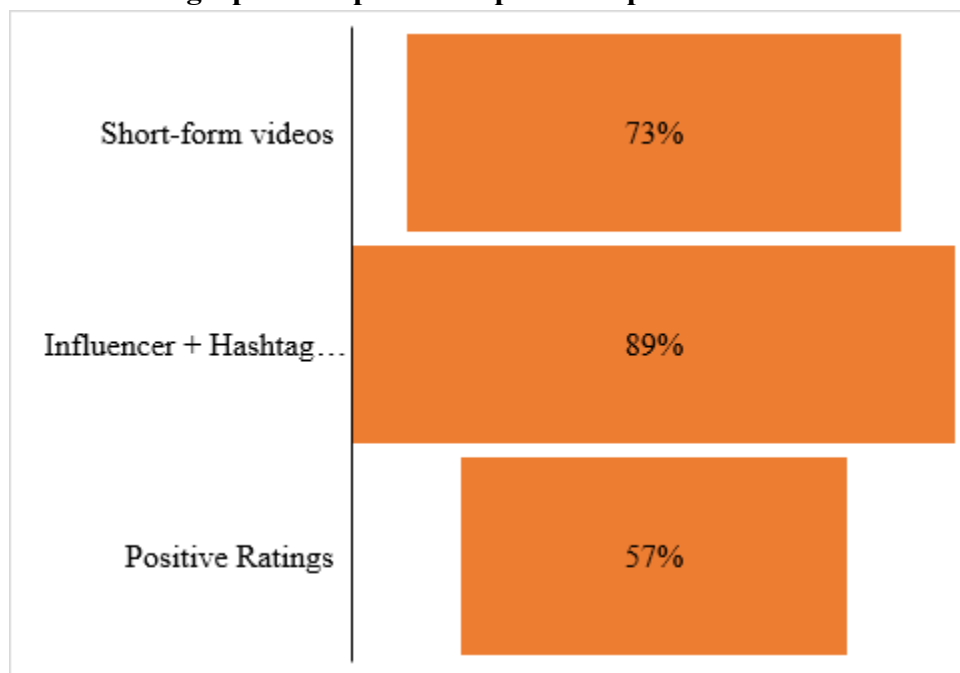 Short-form videos
73%
Influencer + Hashtag…
89%
Positive Ratings
57%